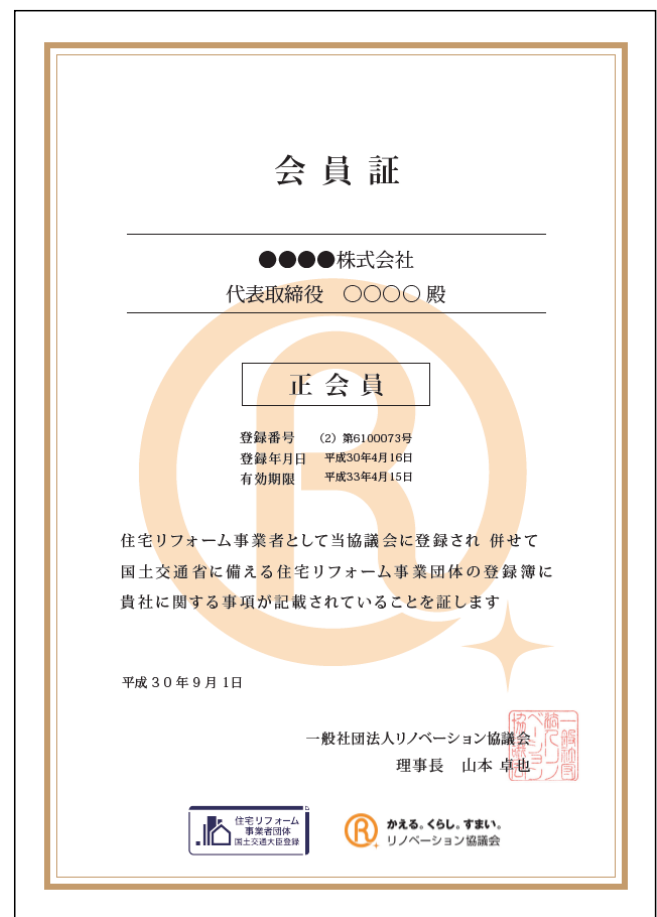 会員証
●●●●株式会社
代表取締役　○○○○殿
正会員
登録番号　(2) 第6100073号
登録年月日　平成30年4月16日
有効期限　平成33年4月15日
住宅リフォーム事業者として当協議会に登録され 併せて
国土交通省に備える住宅リフォーム事業団体の登録簿に
貴社に関する事項が記載されていることを証します
平成30年9月1日
一般社団法人リノベーション協議会
理事長　山本 卓也
住宅リフォーム
事業者団体
国土交通大臣登録
R
かえる。くらし。すまい。
リノベーション協議会